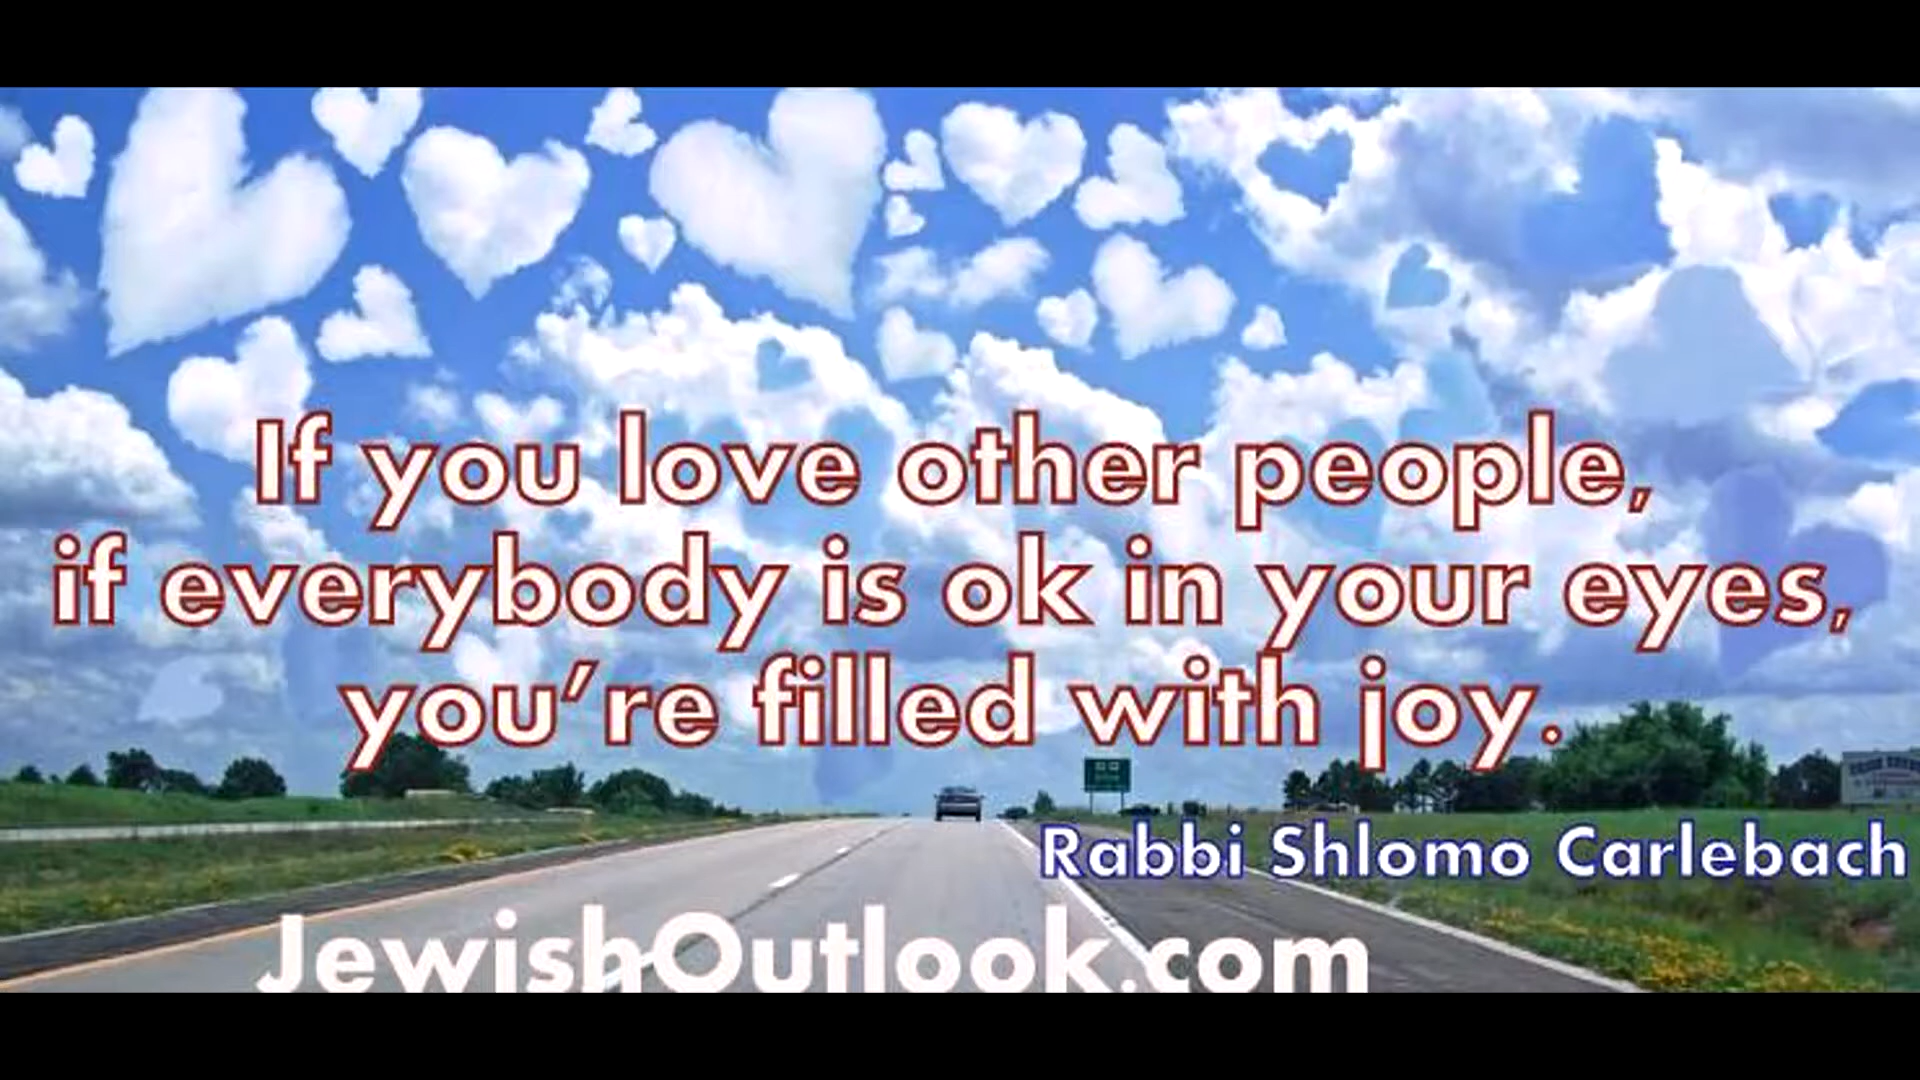 If you love other people,
if everybody is ok in your eyes,
you're filled with joy.
Rabbi Shlomo Carlebach
JewishOutlook.com